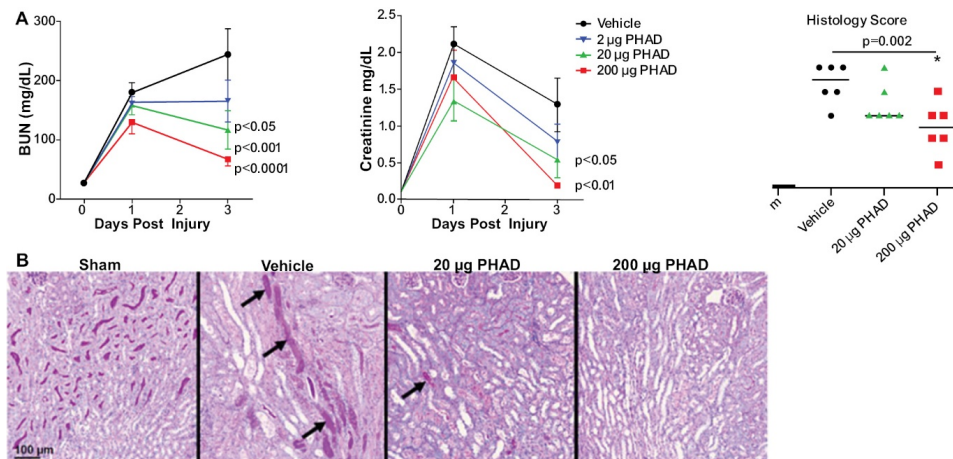 A
BUN (mg/dL)
300
200
100
0
0
1
2
3
Days Post Injury
p<0.05
p<0.001
p<0.0001
Creatinine mg/dL
2.5
2.0
1.5
1.0
0.5
0.0
0
1
2
3
Days Post Injury
p<0.05
p<0.01
Vehicle
2 µg PHAD
20 µg PHAD
200 µg PHAD
Histology Score
p=0.002
*
m
Vehicle
20 µg PHAD
200 µg PHAD
B
Sham
Vehicle
20 µg PHAD
200 µg PHAD
100 µm